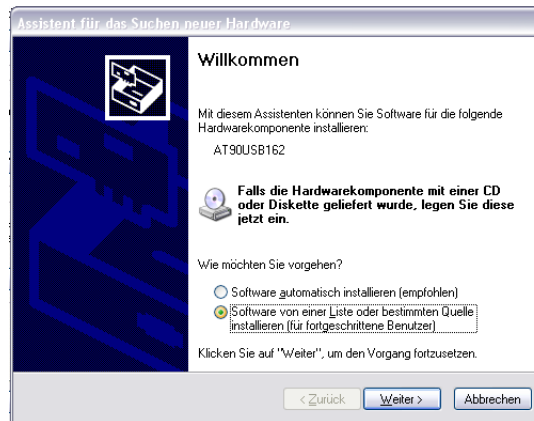 Assistent für das Suchen neuer Hardware
Willkommen
Mit diesem Assistenten können Sie Software für die folgende
Hardwarekomponente installieren:
AT90USB162
Falls die Hardwarekomponente mit einer CD
oder Diskette geliefert wurde, legen Sie diese
jetzt ein.
Wie möchten Sie vorgehen?
Software automatisch installieren (empfohlen)
Software von einer Liste oder bestimmten Quelle
installieren (für fortgeschrittene Benutzer)
Klicken Sie auf "Weiter", um den Vorgang fortzusetzen.
< Zurück Weiter > Abbrechen